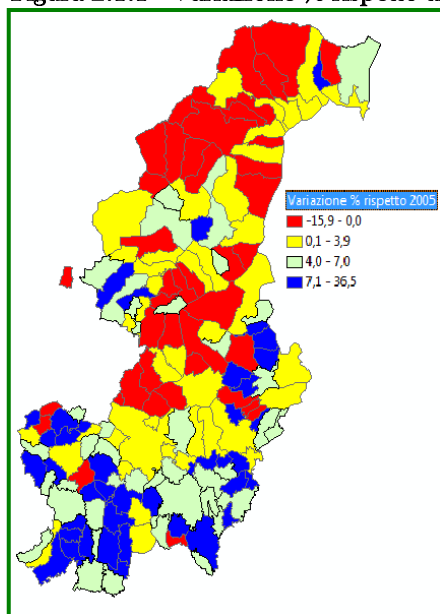 Variazione % rispetto 2005
-15,9 - 0,0
0,1 - 3,9
4,0 - 7,0
7,1 - 36,5